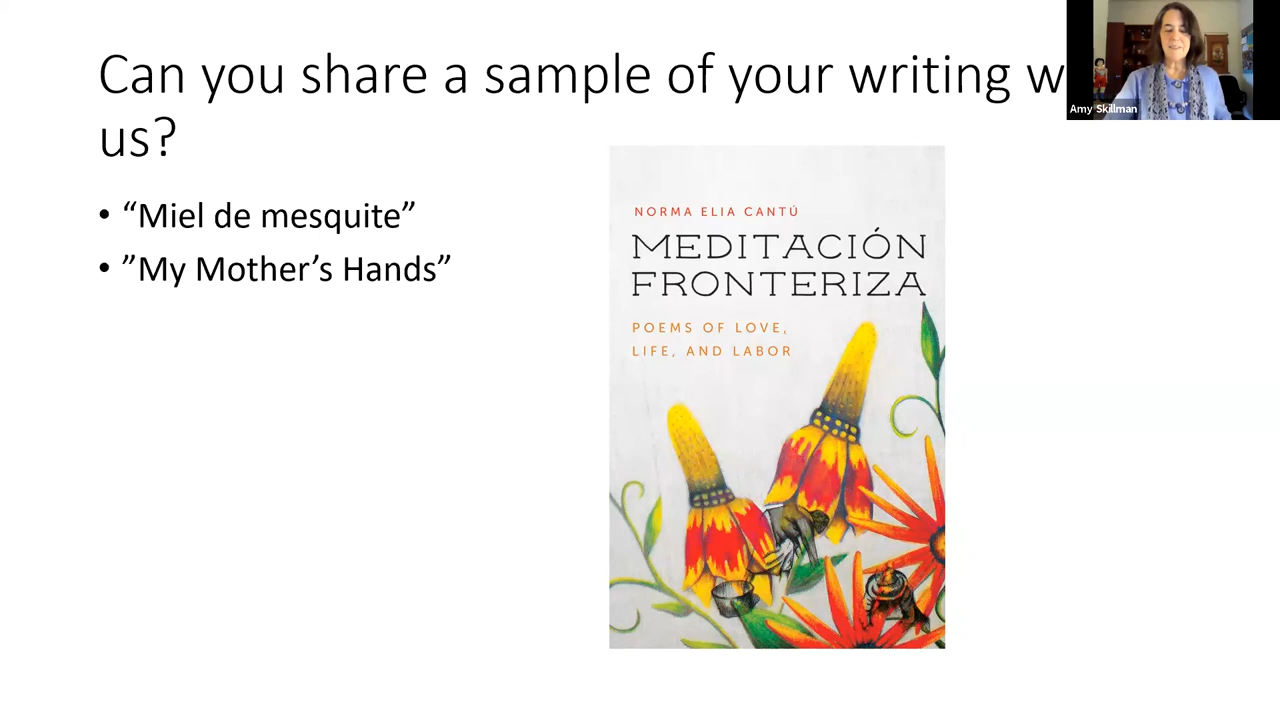 Can you share a sample of your writing w
us?
• “Miel de mesquite”
• ”My Mother’s Hands”
NORMA ELIA CANTÚ
MEDITACIÓN
FRONTERIZA
POEMS OF LOVE,
LIFE, AND LABOR
Amy Skillman